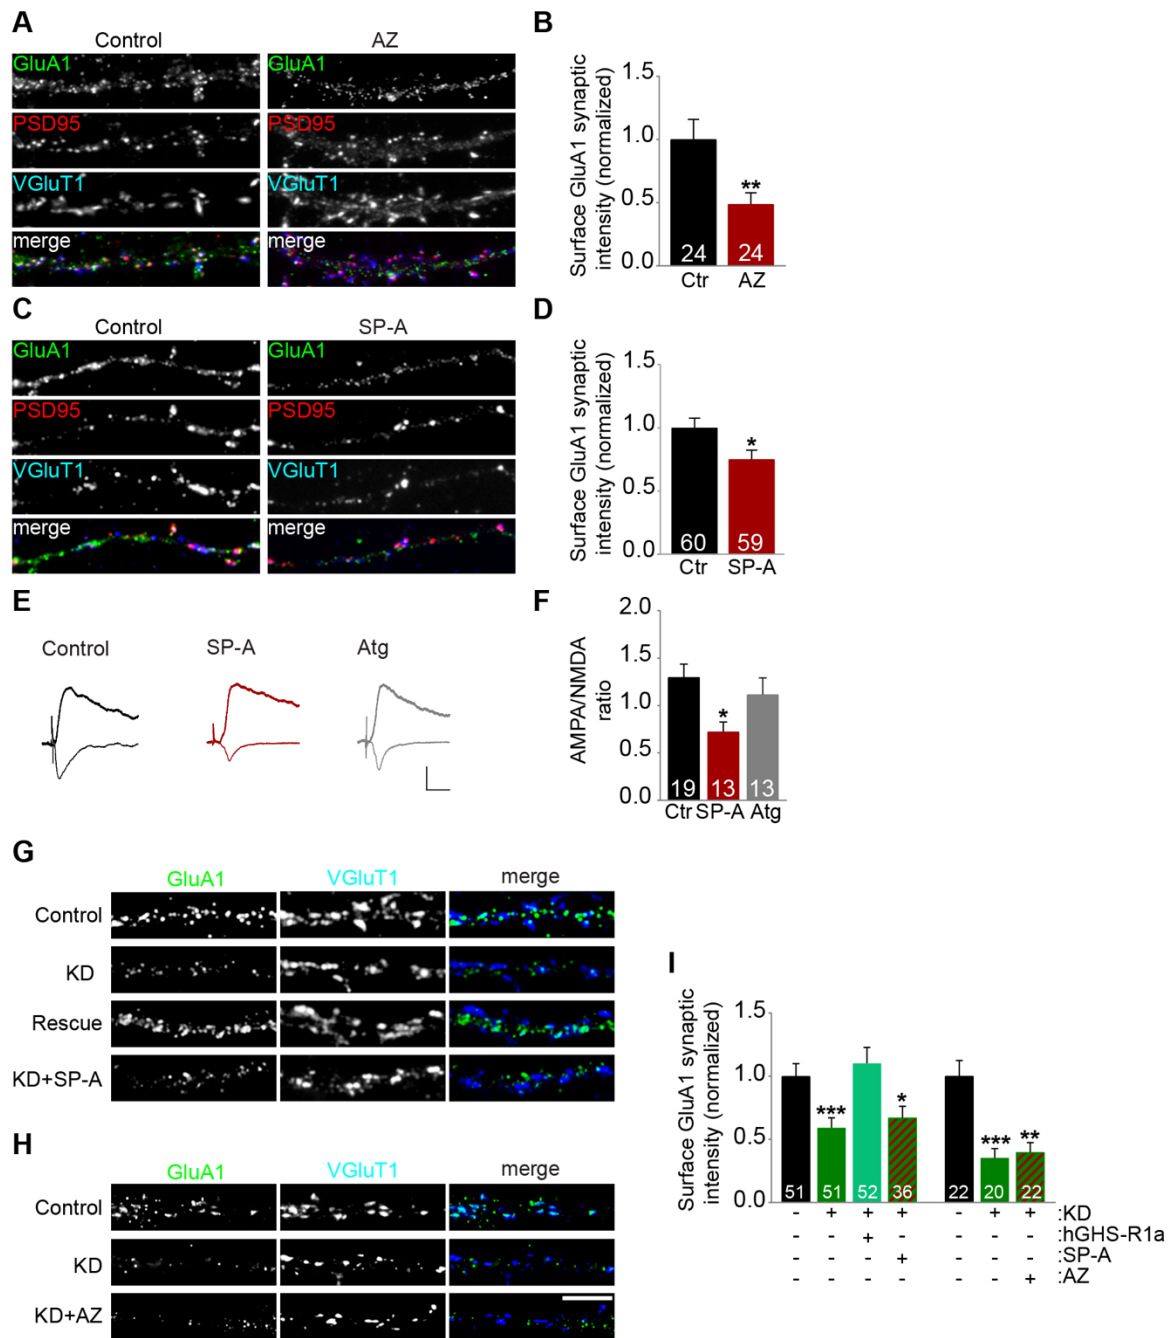 A
Control
AZ
GluA1
GluA1
PSD95
PSD95
VGluT1
VGluT1
merge
merge
B
Surface GluA1 synaptic
intensity (normalized)
1.5
1.0
0.5
0.0
**
24
24
Ctr
AZ
C
Control
SP-A
GluA1
GluA1
PSD95
PSD95
VGluT1
VGluT1
merge
merge
D
Surface GluA1 synaptic
intensity (normalized)
1.5
1.0
0.5
0.0
*
60
59
Ctr
SP-A
E
Control
SP-A
Atg
F
AMPA/NMDA
ratio
2.0
1.5
1.0
0.5
0.0
*
19
13
13
Ctr
SP-A
Atg
G
GluA1
VGluT1
merge
Control
KD
Rescue
KD+SP-A
H
GluA1
VGluT1
merge
Control
KD
KD+AZ
I
Surface GluA1 synaptic
intensity (normalized)
1.5
1.0
0.5
0.0
***
*
***
**
51
51
52
36
22
20
22
- + + + - + + :KD
- - + - - - - :hGHS-R1a
- - - + - - - :SP-A
- - - - - - + :AZ